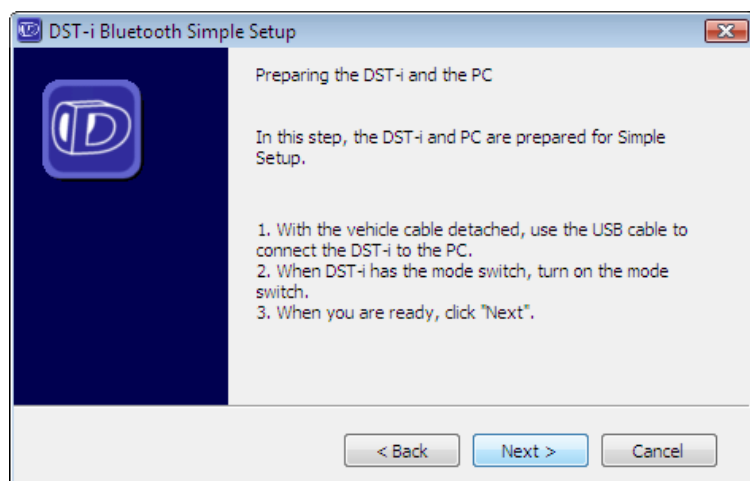 DST-i Bluetooth Simple Setup
Preparing the DST-i and the PC
In this step, the DST-i and PC are prepared for Simple
Setup.
1. With the vehicle cable detached, use the USB cable to
connect the DST-i to the PC.
2. When DST-i has the mode switch, turn on the mode
switch.
3. When you are ready, click "Next".
< Back Next > Cancel